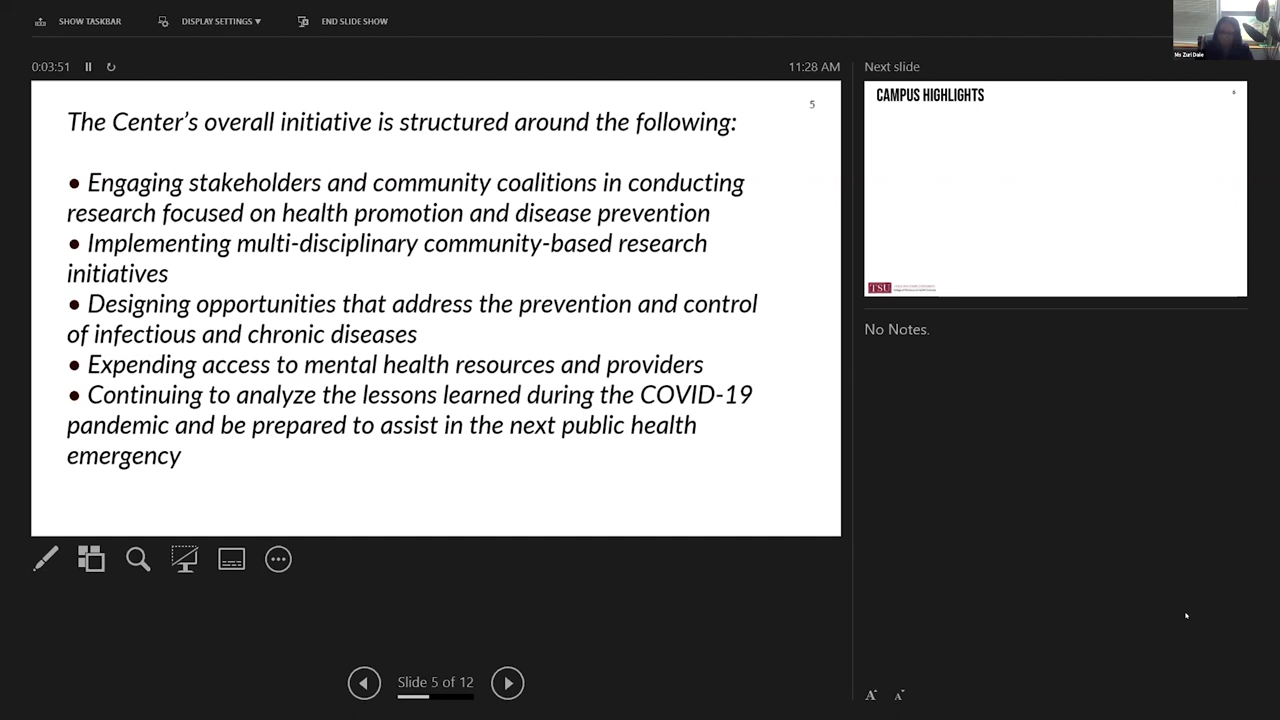 SHOW TASKBAR
DISPLAY SETTINGS ▼
END SLIDE SHOW
Ms Zuri Dale
0:03:51
11:28 AM
5
The Center’s overall initiative is structured around the following:
• Engaging stakeholders and community coalitions in conducting
research focused on health promotion and disease prevention
• Implementing multi-disciplinary community-based research
initiatives
• Designing opportunities that address the prevention and control
of infectious and chronic diseases
• Expending access to mental health resources and providers
• Continuing to analyze the lessons learned during the COVID-19
pandemic and be prepared to assist in the next public health
emergency
Slide 5 of 12
Next slide
CAMPUS HIGHLIGHTS
6
TSU
No Notes.
A
A